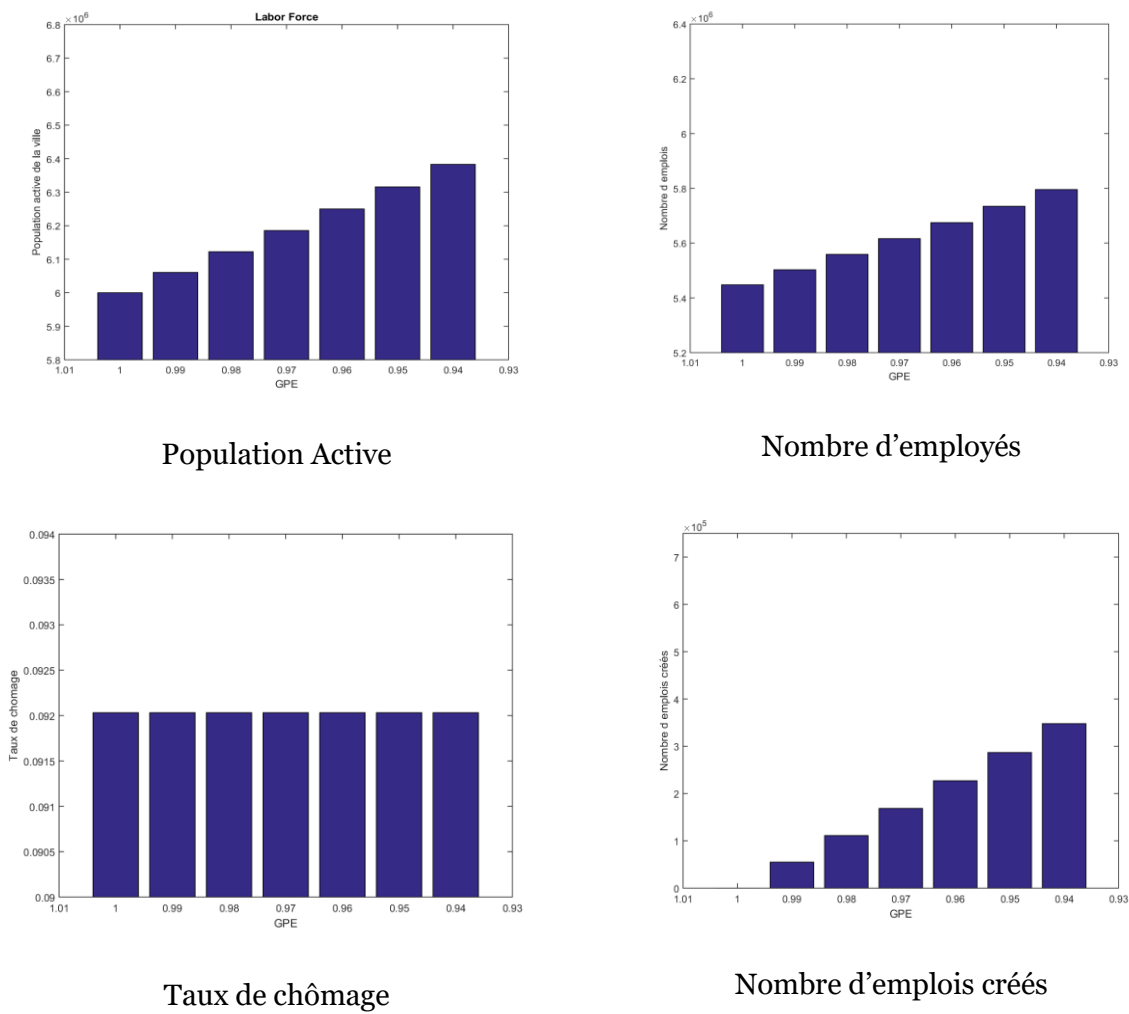 Labor Force
×10⁶
6.8
6.7
6.6
6.5
6.4
6.3
6.2
6.1
6
5.9
5.8
Population active de la ville
1.01 1 0.99 0.98 0.97 0.96 0.95 0.94 0.93
GPE
Population Active
×10⁶
6.4
6.2
6
5.8
5.6
5.4
5.2
Nombre d emplois
1.01 1 0.99 0.98 0.97 0.96 0.95 0.94 0.93
GPE
Nombre d’employés
0.094
0.0935
0.093
0.0925
0.092
0.0915
0.091
0.0905
0.09
Taux de chomage
1.01 1 0.99 0.98 0.97 0.96 0.95 0.94 0.93
GPE
Taux de chômage
×10⁵
7
6
5
4
3
2
1
0
Nombre d emplois créés
1.01 1 0.99 0.98 0.97 0.96 0.95 0.94 0.93
GPE
Nombre d’emplois créés